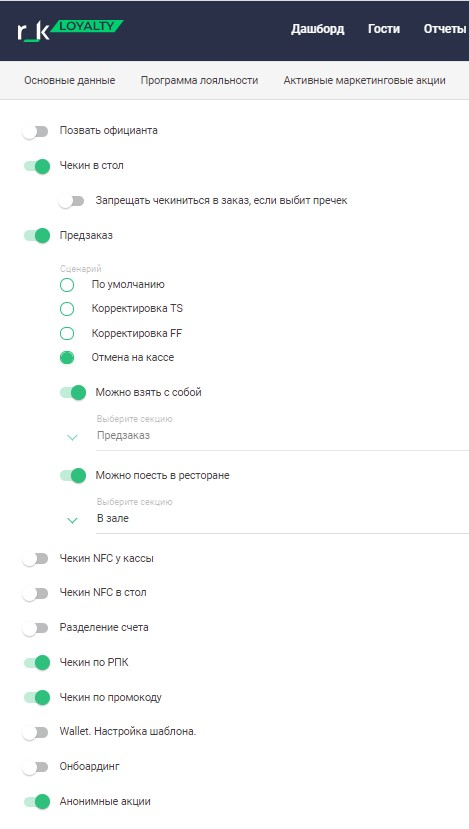 r_k LOYALTY Дашборд Гости Отчеты
Основные данные Программа лояльности Активные маркетинговые акции
Позвать официанта
Чекин в стол
Запрещать чекиниться в заказ, если выбит пречек
Предзаказ
Сценарий
По умолчанию
Корректировка TS
Корректировка FF
Отмена на кассе
Можно взять с собой
Выберите секцию
Предзаказ
Можно поесть в ресторане
Выберите секцию
В зале
Чекин NFC у кассы
Чекин NFC в стол
Разделение счета
Чекин по РПК
Чекин по промокоду
Wallet. Настройка шаблона.
Онбоардинг
Анонимные акции